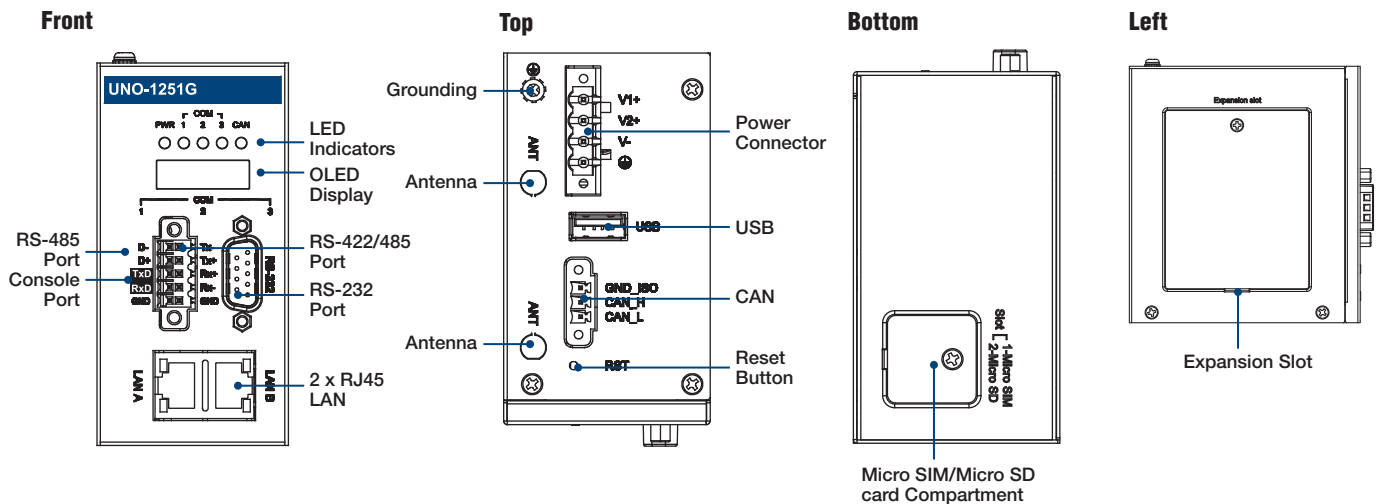 Front
UNO-1251G
COM
PWR 1 2 3 CAN
LED
Indicators
OLED
Display
COM
1 2 3
RS-485
Port
Console
Port
D-
D+
TxD
RxD
GND
Tx-
Tx+
Rx+
Rx-
GND
RS-232
RS-422/485
Port
RS-232
Port
LAN A
LAN B
2 x RJ45
LAN
Top
Grounding
ANT
Antenna
V1+
V2+
V-
Power
Connector
USB
USB
GND_ISO
CAN_H
CAN_L
CAN
ANT
Antenna
RST
Reset
Button
Bottom
Slot
1-Micro SIM
2-Micro SD
Micro SIM/Micro SD
card Compartment
Left
Expansion slot
Expansion Slot